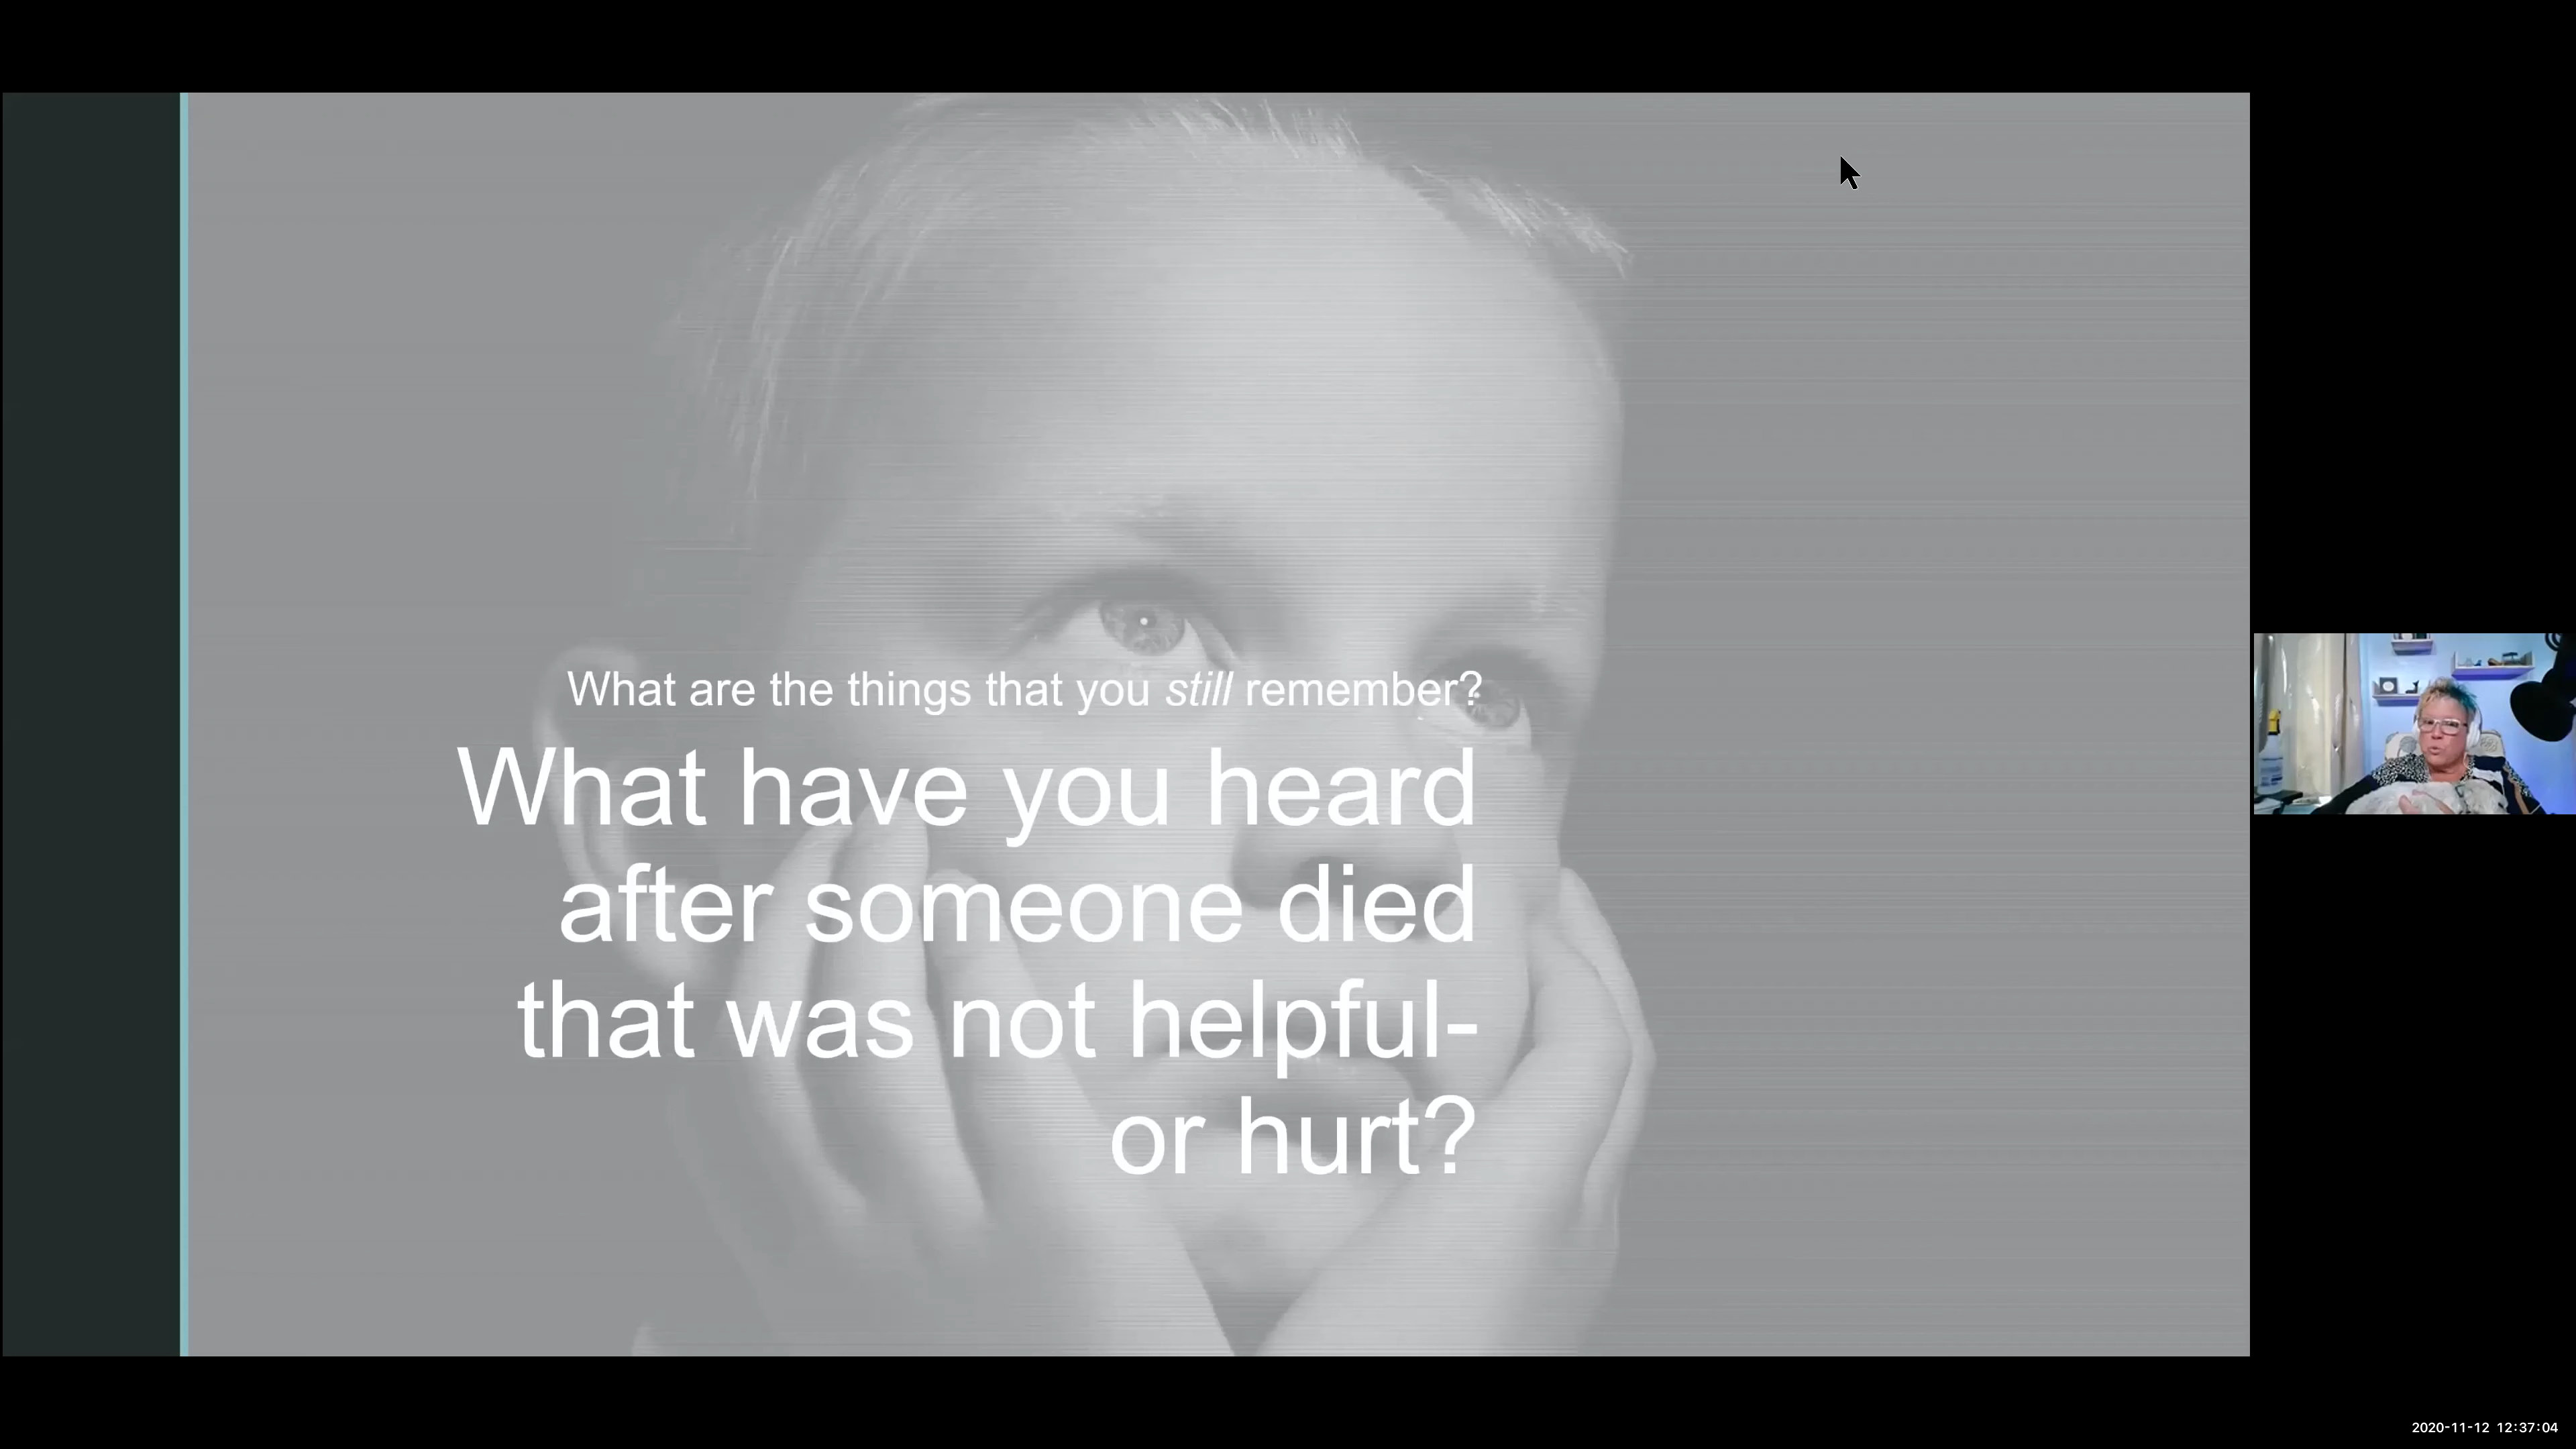 What are the things that you still remember?
What have you heard
after someone died
that was not helpful-
or hurt?
2020-11-12 12:37:04